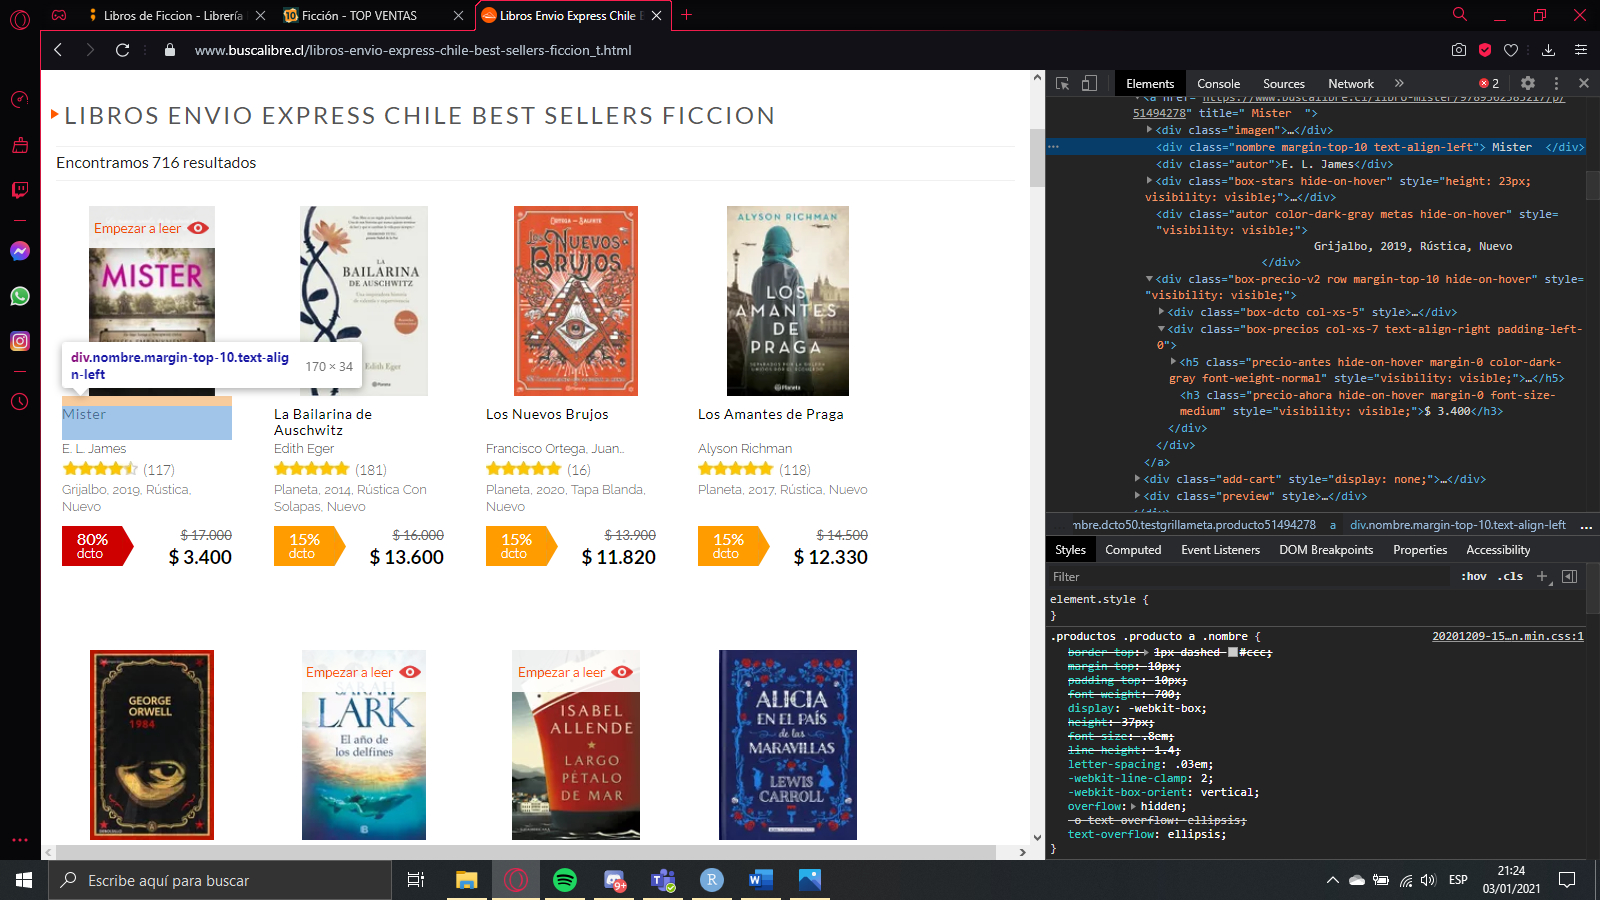 Libros de Ficcion - Librería
Ficción - TOP VENTAS
Libros Envio Express Chile B
www.buscalibre.cl/libros-envio-express-chile-best-sellers-ficcion_t.html
LIBROS ENVIO EXPRESS CHILE BEST SELLERS FICCION
Encontramos 716 resultados
Empezar a leer
MISTER
LA
BAILARINA
DE AUSCHWITZ
Edith Eger
Planeta
ORTEGA SALFATE
Los NUEVOS
BRUJOS
Planeta
ALYSON RICHMAN
LOS
AMANTES
DE
PRAGA
Planeta
div.nombre.margin-top-10.text-alig
n-left
170 × 34
Mister
E. L. James
(117)
Grijalbo, 2019, Rústica,
Nuevo
80%
dcto
$ 17.000
$ 3.400
La Bailarina de
Auschwitz
Edith Eger
(181)
Planeta, 2014, Rústica Con
Solapas, Nuevo
15%
dcto
$ 16.000
$ 13.600
Los Nuevos Brujos
Francisco Ortega, Juan..
(16)
Planeta, 2020, Tapa Blanda,
Nuevo
15%
dcto
$ 13.900
$ 11.820
Los Amantes de Praga
Alyson Richman
(118)
Planeta, 2017, Rústica, Nuevo
15%
dcto
$ 14.500
$ 12.330
GEORGE
ORWELL
1984
Empezar a leer
SARAH
LARK
El año de
los delfines
Empezar a leer
ISABEL
ALLENDE
LARGO
PÉTALO
DE MAR
ALICIA
EN EL PAÍS
de las
MARAVILLAS
LEWIS
CARROLL
Elements
Console
Sources
Network
»
2
<a href="https://www.buscalibre.cl/libro-mister/9789562585217/p/
51494278" title=" Mister  ">
<div class="imagen">…</div>
<div class="nombre margin-top-10 text-align-left"> Mister  </div>
<div class="autor">E. L. James</div>
<div class="box-stars hide-on-hover" style="height: 23px;
visibility: visible;">…</div>
<div class="autor color-dark-gray metas hide-on-hover" style=
"visibility: visible;">
Grijalbo, 2019, Rústica, Nuevo
</div>
<div class="box-precio-v2 row margin-top-10 hide-on-hover" style=
"visibility: visible;">
<div class="box-dcto col-xs-5" style>…</div>
<div class="box-precios col-xs-7 text-align-right padding-left-
0">
<h5 class="precio-antes hide-on-hover margin-0 color-dark-
gray font-weight-normal" style="visibility: visible;">…</h5>
<h3 class="precio-ahora hide-on-hover margin-0 font-size-
medium" style="visibility: visible;">$ 3.400</h3>
</div>
</div>
</a>
<div class="add-cart" style="display: none;">…</div>
<div class="preview" style>…</div>
mbre.dcto50.testgrillameta.producto51494278
a
div.nombre.margin-top-10.text-align-left
...
Styles
Computed
Event Listeners
DOM Breakpoints
Properties
Accessibility
Filter
:hov
.cls
element.style {
}
.productos .producto a .nombre {
20201209-15…n.min.css:1
border-top: 1px dashed #ccc;
margin-top: 10px;
padding-top: 10px;
font-weight: 700;
display: -webkit-box;
height: 37px;
font-size: .8em;
line-height: 1.4;
letter-spacing: .03em;
-webkit-line-clamp: 2;
-webkit-box-orient: vertical;
overflow: hidden;
-o-text-overflow: ellipsis;
text-overflow: ellipsis;
}
Escribe aquí para buscar
9+
ESP
21:24
03/01/2021